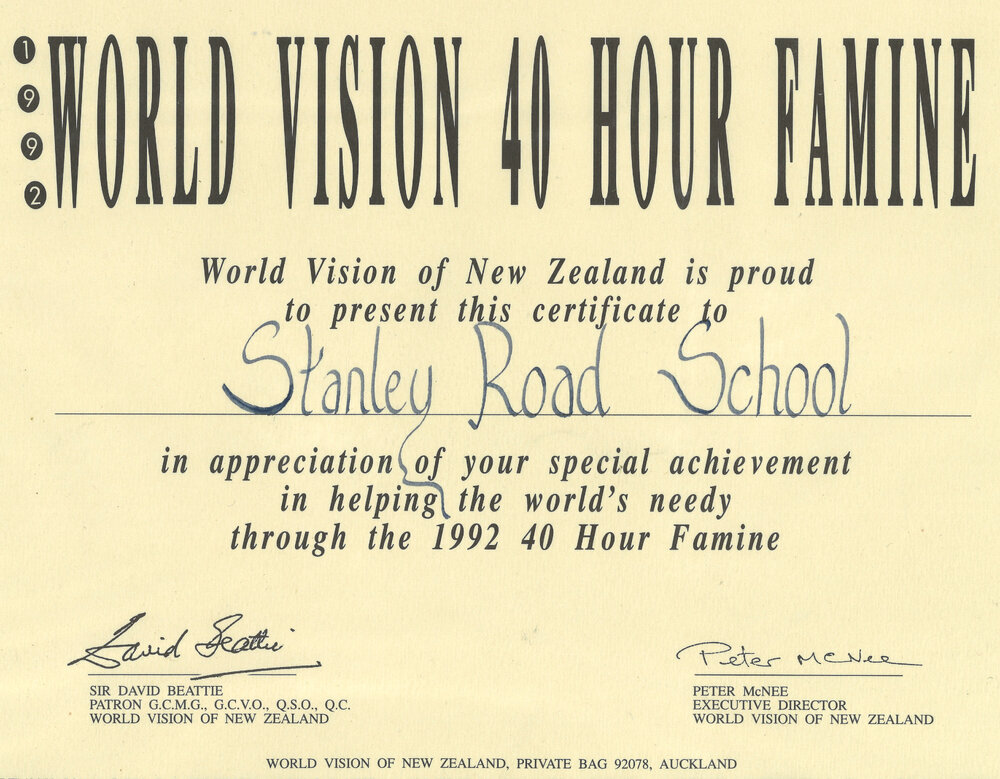 1992
WORLD VISION 40 HOUR FAMINE
World Vision of New Zealand is proud
to present this certificate to
Stanley Road School
in appreciation of your special achievement
in helping the world's needy
through the 1992 40 Hour Famine
David Beattie
SIR DAVID BEATTIE
PATRON G.C.M.G., G.C.V.O., Q.S.O., Q.C.
WORLD VISION OF NEW ZEALAND
Peter McNee
PETER McNEE
EXECUTIVE DIRECTOR
WORLD VISION OF NEW ZEALAND
WORLD VISION OF NEW ZEALAND, PRIVATE BAG 92078, AUCKLAND